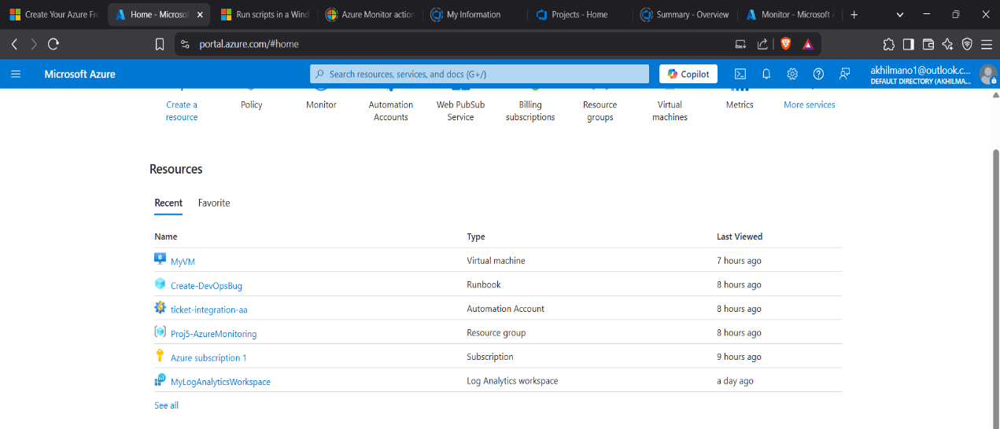 Create Your Azure Fre
Home - Microsof
Run scripts in a Wind
Azure Monitor action
My Information
Projects - Home
Summary - Overview
Monitor - Microsoft A
portal.azure.com/#home
Microsoft Azure
Search resources, services, and docs (G+/)
Copilot
akhilmano1@outlook.c...
DEFAULT DIRECTORY (AKHILMA...
Create a
resource
Policy
Monitor
Automation
Accounts
Web PubSub
Service
Billing
subscriptions
Resource
groups
Virtual
machines
Metrics
More services
Resources
Recent
Favorite
Name
Type
Last Viewed
MyVM
Virtual machine
7 hours ago
Create-DevOpsBug
Runbook
8 hours ago
ticket-integration-aa
Automation Account
8 hours ago
Proj5-AzureMonitoring
Resource group
8 hours ago
Azure subscription 1
Subscription
9 hours ago
MyLogAnalyticsWorkspace
Log Analytics workspace
a day ago
See all